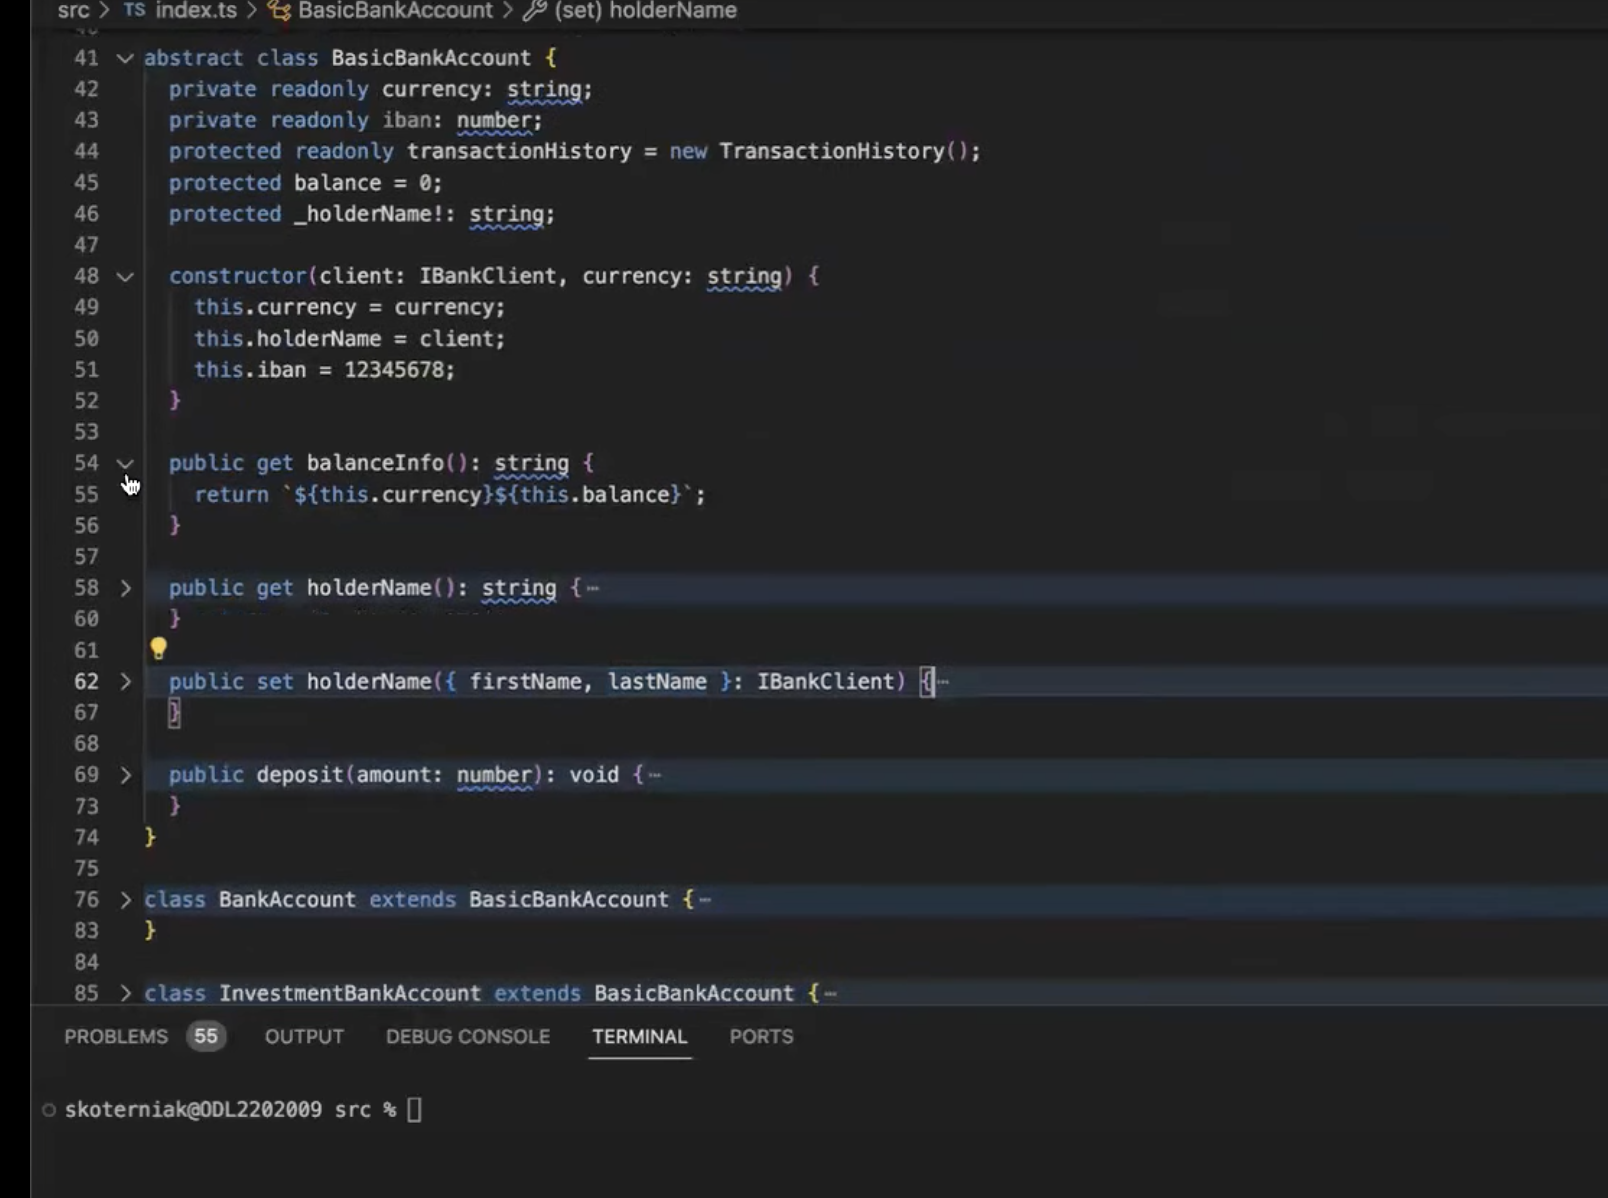 src > TS index.ts > BasicBankAccount > (set) holderName
41 abstract class BasicBankAccount {
42 private readonly currency: string;
43 private readonly iban: number;
44 protected readonly transactionHistory = new TransactionHistory();
45 protected balance = 0;
46 protected _holderName!: string;
47
48 constructor(client: IBankClient, currency: string) {
49 this.currency = currency;
50 this.holderName = client;
51 this.iban = 12345678;
52 }
53
54 public get balanceInfo(): string {
55 return `${this.currency}${this.balance}`;
56 }
57
58 public get holderName(): string {⋯
60 }
61
62 public set holderName({ firstName, lastName }: IBankClient) {⋯
67 }
68
69 public deposit(amount: number): void {⋯
73 }
74 }
75
76 class BankAccount extends BasicBankAccount {⋯
83 }
84
85 class InvestmentBankAccount extends BasicBankAccount {⋯
PROBLEMS 55 OUTPUT DEBUG CONSOLE TERMINAL PORTS
skoterniak@ODL2202009 src %